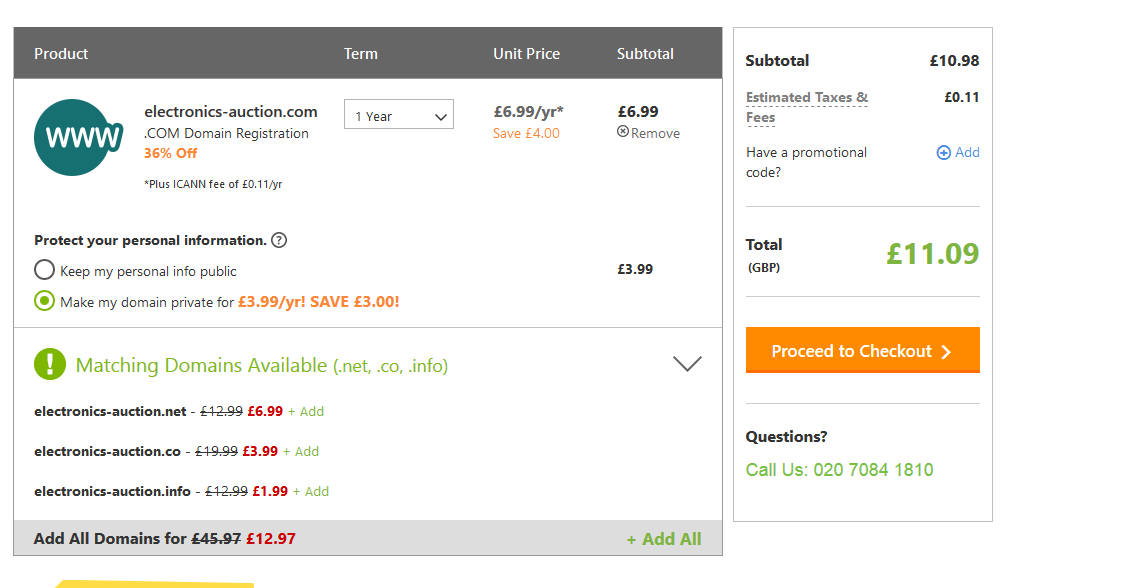 Product Term Unit Price Subtotal
www
electronics-auction.com 1 Year £6.99/yr* £6.99
.COM Domain Registration Save £4.00 Remove
36% Off
*Plus ICANN fee of £0.11/yr
Protect your personal information. ?
Keep my personal info public £3.99
Make my domain private for £3.99/yr! SAVE £3.00!
! Matching Domains Available (.net, .co, .info)
electronics-auction.net - £12.99 £6.99 + Add
electronics-auction.co - £19.99 £3.99 + Add
electronics-auction.info - £12.99 £1.99 + Add
Add All Domains for £45.97 £12.97 + Add All
Subtotal £10.98
Estimated Taxes & £0.11
Fees
Have a promotional Add
code?
Total £11.09
(GBP)
Proceed to Checkout
Questions?
Call Us: 020 7084 1810